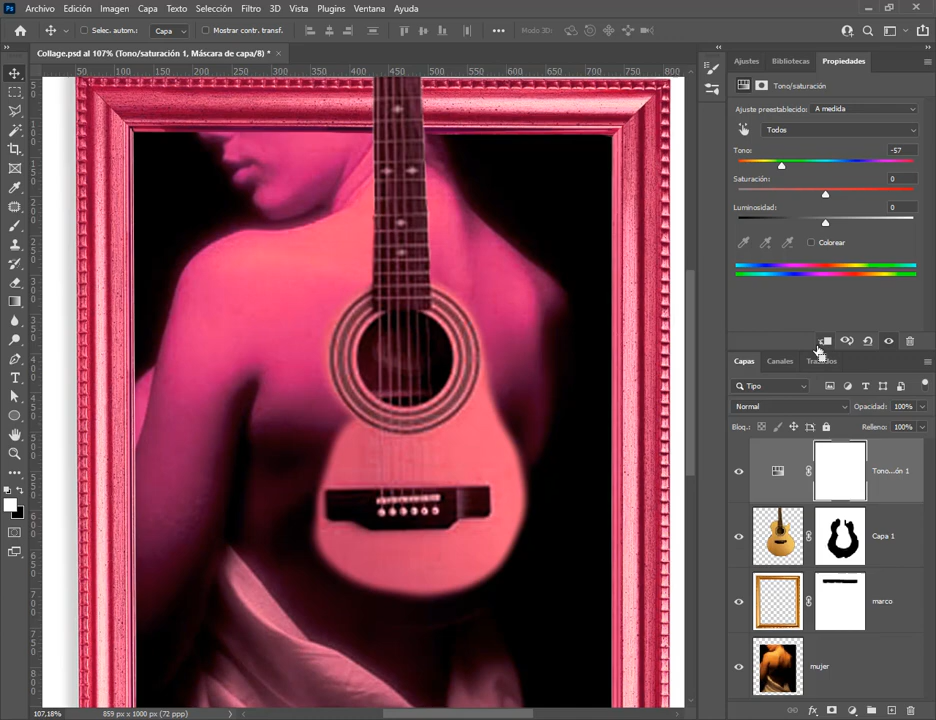 Ps Archivo Edición Imagen Capa Texto Selección Filtro 3D Vista Plugins Ventana Ayuda
Selec. autom.: Capa Mostrar contr. transf. Modo 3D:
Collage.psd al 107% (Tono/saturación 1, Máscara de capa/8) *
50 100 150 200 250 300 350 400 450 500 550 600 650 700 750 800
Ajustes Bibliotecas Propiedades
Tono/saturación
Ajuste preestablecido: A medida
Todos
Tono: -57
Saturación: 0
Luminosidad: 0
Colorear
Capas Canales
Tipo
Normal Opacidad: 100%
Bloq.: Relleno: 100%
Tono...ón 1
Capa 1
marco
mujer
107,18% 859 px x 1000 px (72 ppp)